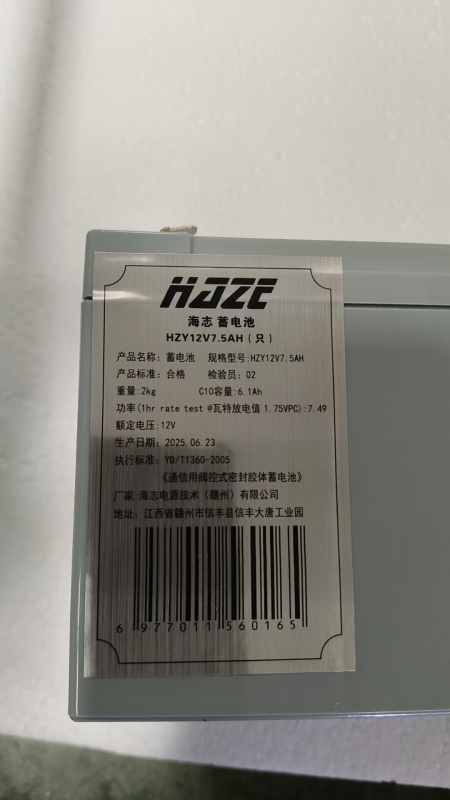 HAZE
海志 蓄电池
HZY12V7.5AH（只）
产品名称：蓄电池 规格型号:HZY12V7.5AH
产品标准：合格 检验员：02
重量:2kg C10容量:6.1Ah
功率(1hr rate test @瓦特放电值 1.75VPC):7.49
额定电压:12V
生产日期：2025.06.23
执行标准：YD/T1360-2005
《通信用阀控式密封胶体蓄电池》
厂家:海志电源技术（赣州）有限公司
地址：江西省赣州市信丰县信丰大唐工业园
6 977011 560165